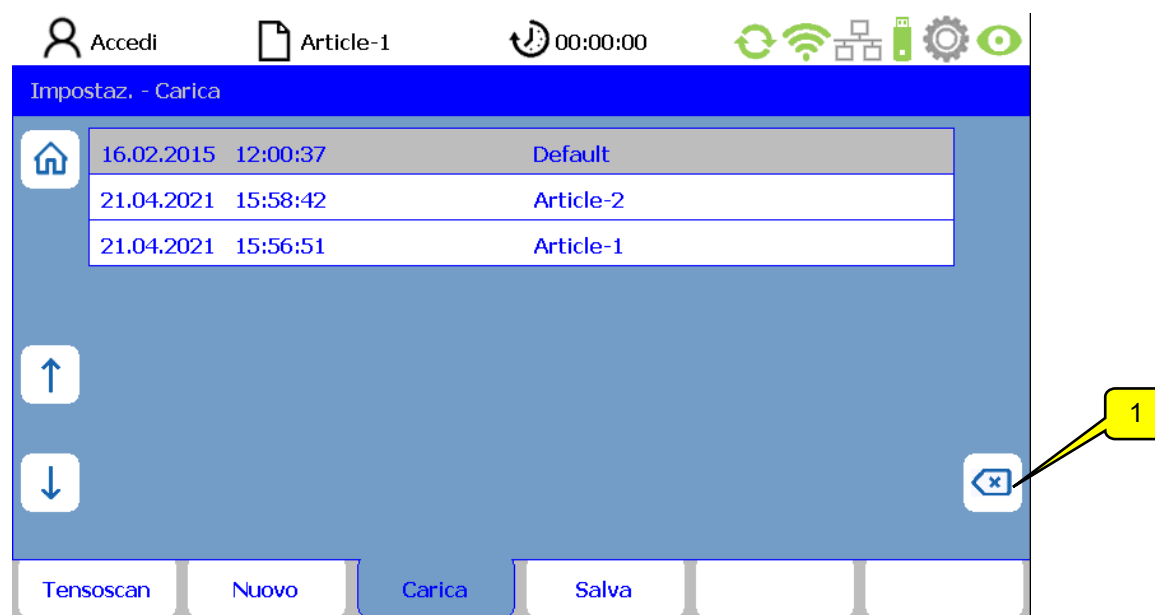 Accedi Article-1 00:00:00
Impostaz. - Carica
16.02.2015 12:00:37 Default
21.04.2021 15:58:42 Article-2
21.04.2021 15:56:51 Article-1
1
Tensoscan Nuovo Carica Salva